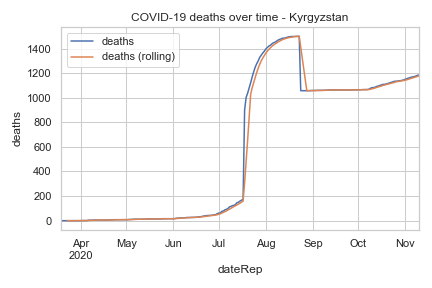 COVID-19 deaths over time - Kyrgyzstan
deaths
deaths (rolling)
1400
1200
1000
800
600
400
200
0
deaths
Apr
2020
May
Jun
Jul
Aug
Sep
Oct
Nov
dateRep